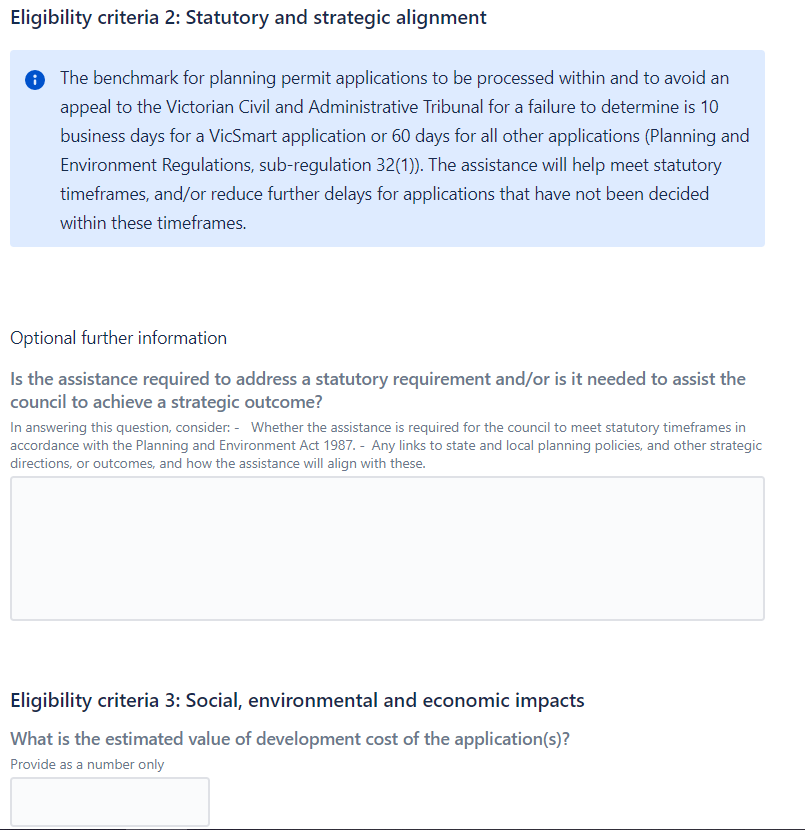 Eligibility criteria 2: Statutory and strategic alignment
The benchmark for planning permit applications to be processed within and to avoid an
appeal to the Victorian Civil and Administrative Tribunal for a failure to determine is 10
business days for a VicSmart application or 60 days for all other applications (Planning and
Environment Regulations, sub-regulation 32(1)). The assistance will help meet statutory
timeframes, and/or reduce further delays for applications that have not been decided
within these timeframes.
Optional further information
Is the assistance required to address a statutory requirement and/or is it needed to assist the
council to achieve a strategic outcome?
In answering this question, consider: -   Whether the assistance is required for the council to meet statutory timeframes in
accordance with the Planning and Environment Act 1987. -  Any links to state and local planning policies, and other strategic
directions, or outcomes, and how the assistance will align with these.
Eligibility criteria 3: Social, environmental and economic impacts
What is the estimated value of development cost of the application(s)?
Provide as a number only